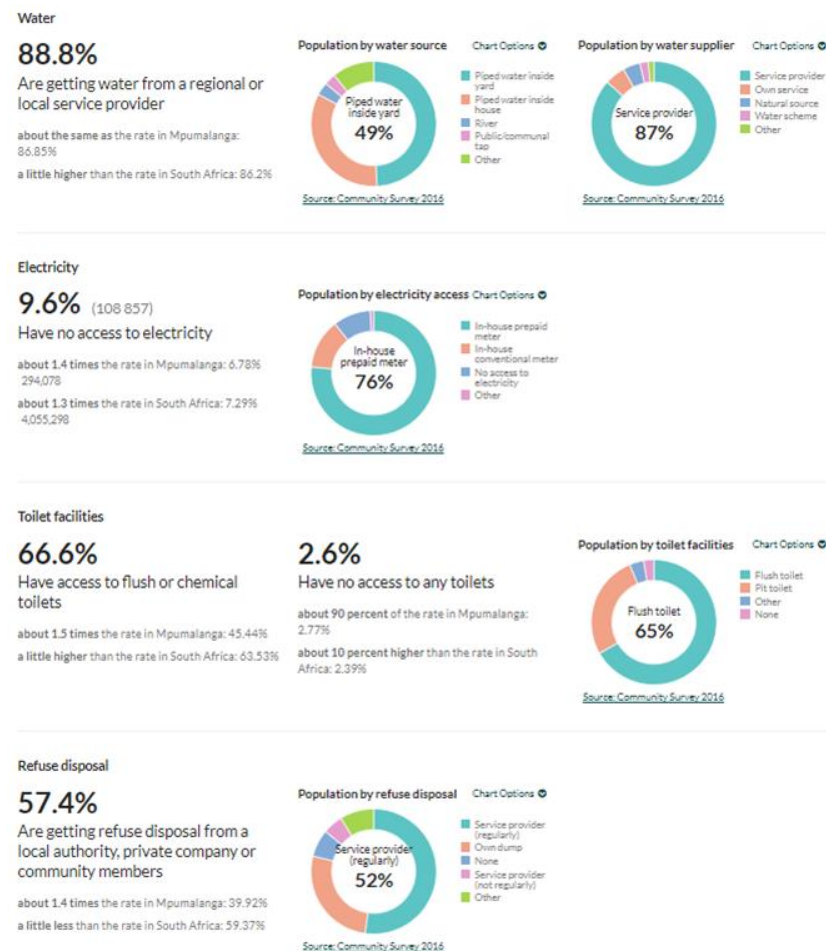 Water
88.8%
Are getting water from a regional or
local service provider
about the same as the rate in Mpumalanga:
86.85%
a little higher than the rate in South Africa: 86.2%
Population by water source
Chart Options
Piped water
inside yard
49%
Piped water inside
yard
Piped water inside
house
River
Public/communal
tap
Other
Source: Community Survey 2016
Population by water supplier
Chart Options
Service provider
87%
Service provider
Own service
Natural source
Water scheme
Other
Source: Community Survey 2016
Electricity
9.6% (108 857)
Have no access to electricity
about 1.4 times the rate in Mpumalanga: 6.78%
294,078
about 1.3 times the rate in South Africa: 7.29%
4,055,298
Population by electricity access
Chart Options
In-house
prepaid meter
76%
In-house prepaid
meter
In-house
conventional meter
No access to
electricity
Other
Source: Community Survey 2016
Toilet facilities
66.6%
Have access to flush or chemical
toilets
about 1.5 times the rate in Mpumalanga: 45.44%
a little higher than the rate in South Africa: 63.53%
2.6%
Have no access to any toilets
about 90 percent of the rate in Mpumalanga:
2.77%
about 10 percent higher than the rate in South
Africa: 2.39%
Population by toilet facilities
Chart Options
Flush toilet
65%
Flush toilet
Pit toilet
Other
None
Source: Community Survey 2016
Refuse disposal
57.4%
Are getting refuse disposal from a
local authority, private company or
community members
about 1.4 times the rate in Mpumalanga: 39.92%
a little less than the rate in South Africa: 59.37%
Population by refuse disposal
Chart Options
Service provider
(regularly)
52%
Service provider
(regularly)
Own dump
None
Service provider
(not regularly)
Other
Source: Community Survey 2016